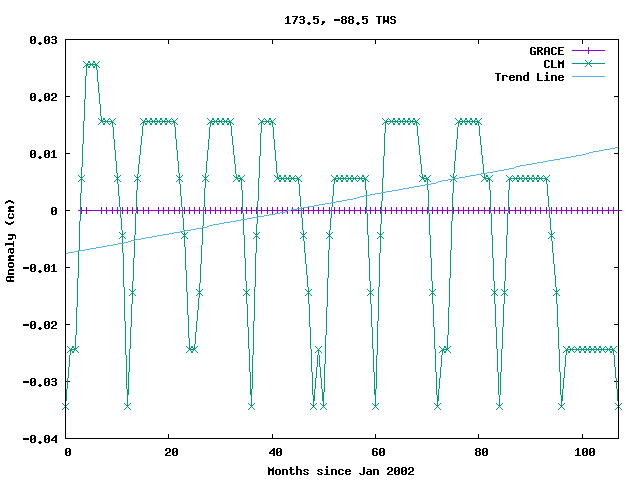 173.5, -88.5 TWS
GRACE
CLM
Trend Line
0.03
0.02
0.01
0
-0.01
-0.02
-0.03
-0.04
Anomaly (cm)
0 20 40 60 80 100
Months since Jan 2002